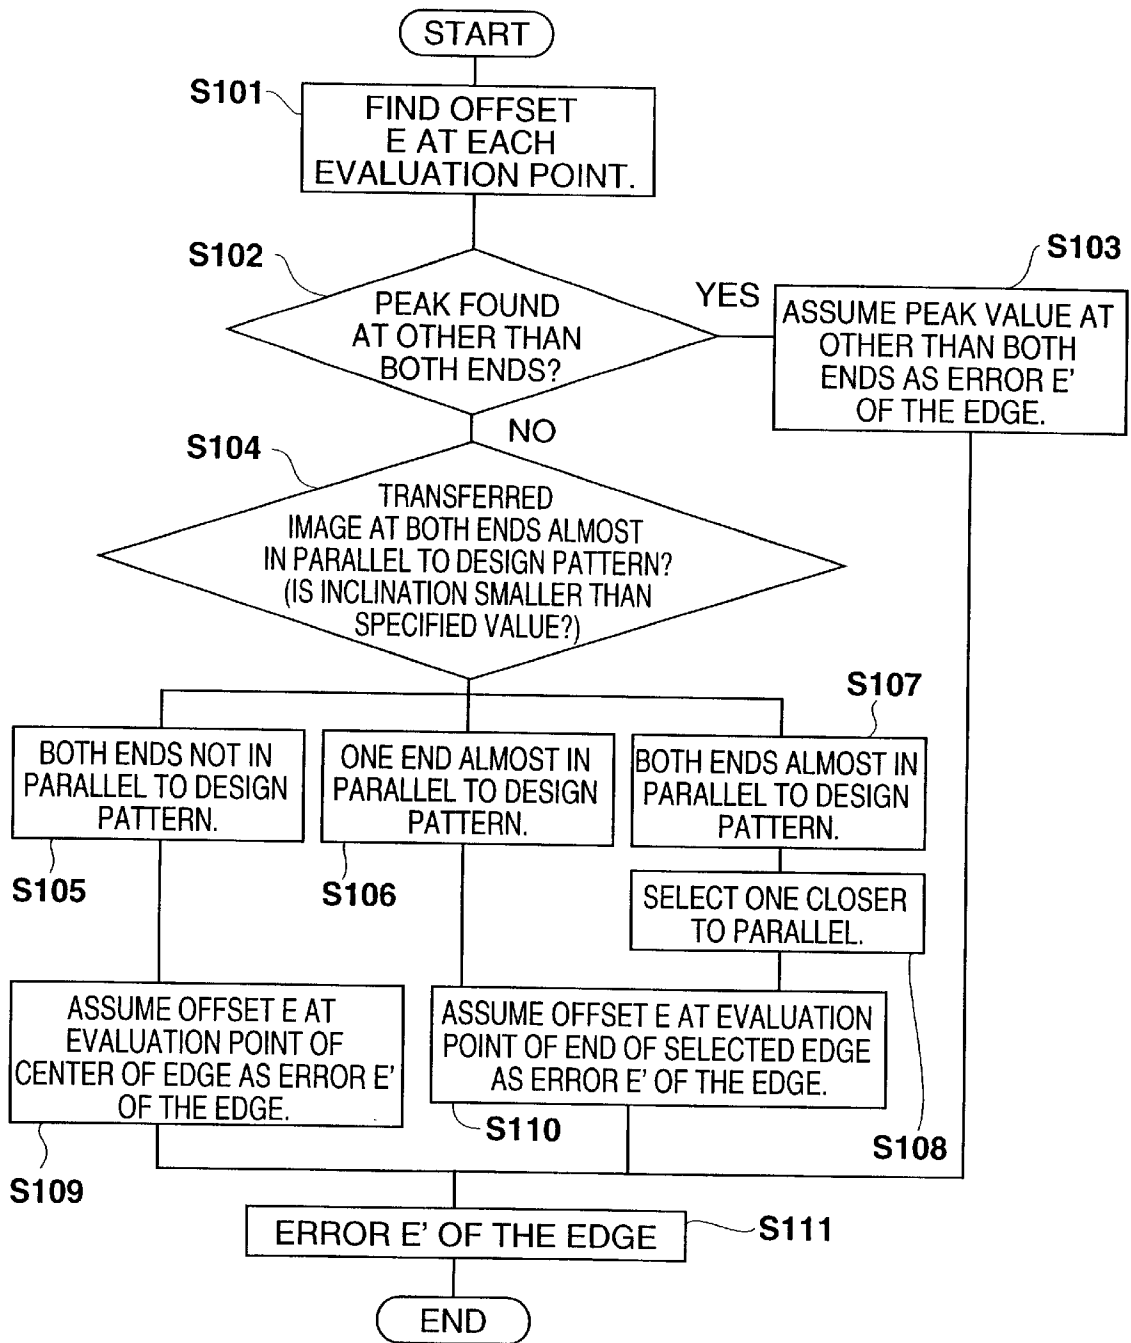 START
S101
FIND OFFSET
E AT EACH
EVALUATION POINT.
S102
PEAK FOUND
AT OTHER THAN
BOTH ENDS?
YES
S103
ASSUME PEAK VALUE AT
OTHER THAN BOTH
ENDS AS ERROR E'
OF THE EDGE.
NO
S104
TRANSFERRED
IMAGE AT BOTH ENDS ALMOST
IN PARALLEL TO DESIGN PATTERN?
(IS INCLINATION SMALLER THAN
SPECIFIED VALUE?)
BOTH ENDS NOT IN
PARALLEL TO DESIGN
PATTERN.
S105
ONE END ALMOST IN
PARALLEL TO DESIGN
PATTERN.
S106
S107
BOTH ENDS ALMOST IN
PARALLEL TO DESIGN
PATTERN.
SELECT ONE CLOSER
TO PARALLEL.
S108
ASSUME OFFSET E AT
EVALUATION POINT OF
CENTER OF EDGE AS ERROR E'
OF THE EDGE.
S109
ASSUME OFFSET E AT EVALUATION
POINT OF END OF SELECTED EDGE
AS ERROR E' OF THE EDGE.
S110
ERROR E' OF THE EDGE
S111
END